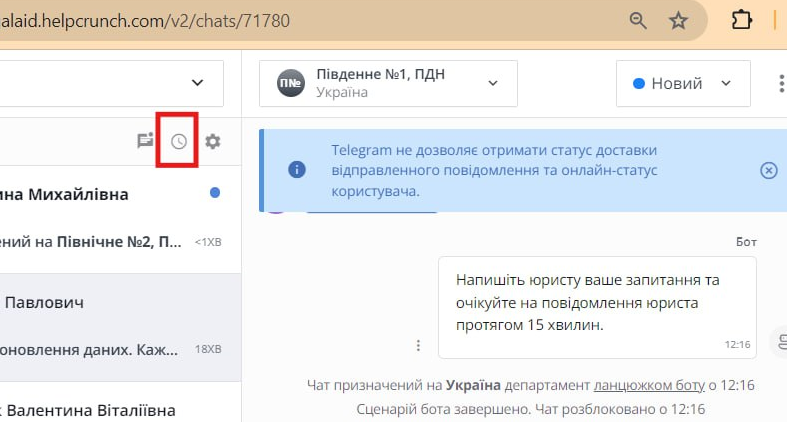 alaid.helpcrunch.com/v2/chats/71780
П№
Південне №1, ПДН
Україна
Новий
Telegram не дозволяє отримати статус доставки
відправленого повідомлення та онлайн-статус
користувача.
ина Михайлівна
ений на Північне №2, П...
<1ХВ
Бот
Напишіть юристу ваше запитання та
очікуйте на повідомлення юриста
протягом 15 хвилин.
12:16
Павлович
оновлення даних. Каж...
18ХВ
Чат призначений на Україна департамент ланцюжком боту о 12:16
Сценарій бота завершено. Чат розблоковано о 12:16
к Валентина Віталіївна